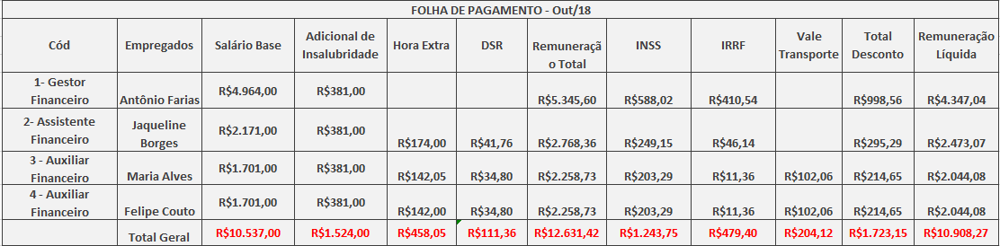 FOLHA DE PAGAMENTO - Out/18
Cód Empregados Salário Base Adicional de Insalubridade Hora Extra DSR Remuneraçã o Total INSS IRRF Vale Transporte Total Desconto Remuneração Líquida
1- Gestor Financeiro Antônio Farias R$4.964,00 R$381,00 R$5.345,60 R$588,02 R$410,54 R$998,56 R$4.347,04
2- Assistente Financeiro Jaqueline Borges R$2.171,00 R$381,00 R$174,00 R$41,76 R$2.768,36 R$249,15 R$46,14 R$295,29 R$2.473,07
3 - Auxiliar Financeiro Maria Alves R$1.701,00 R$381,00 R$142,05 R$34,80 R$2.258,73 R$203,29 R$11,36 R$102,06 R$214,65 R$2.044,08
4 - Auxiliar Financeiro Felipe Couto R$1.701,00 R$381,00 R$142,00 R$34,80 R$2.258,73 R$203,29 R$11,36 R$102,06 R$214,65 R$2.044,08
Total Geral R$10.537,00 R$1.524,00 R$458,05 R$111,36 R$12.631,42 R$1.243,75 R$479,40 R$204,12 R$1.723,15 R$10.908,27